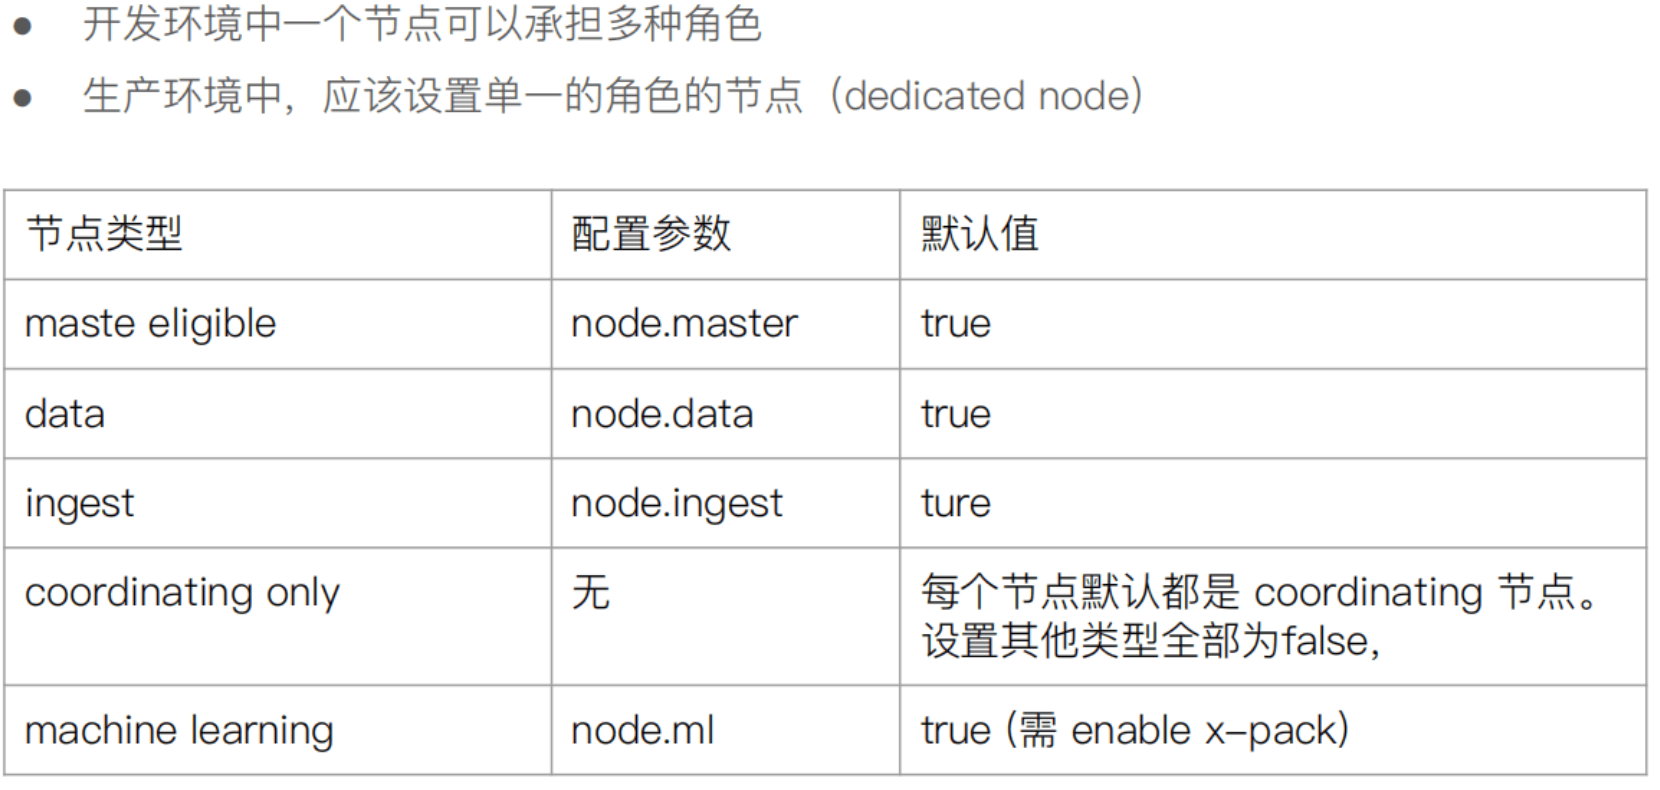 ● 开发环境中一个节点可以承担多种角色
● 生产环境中，应该设置单一的角色的节点（dedicated node）
节点类型 配置参数 默认值
maste eligible node.master true
data node.data true
ingest node.ingest ture
coordinating only 无 每个节点默认都是 coordinating 节点。
设置其他类型全部为false，
machine learning node.ml true (需 enable x-pack)